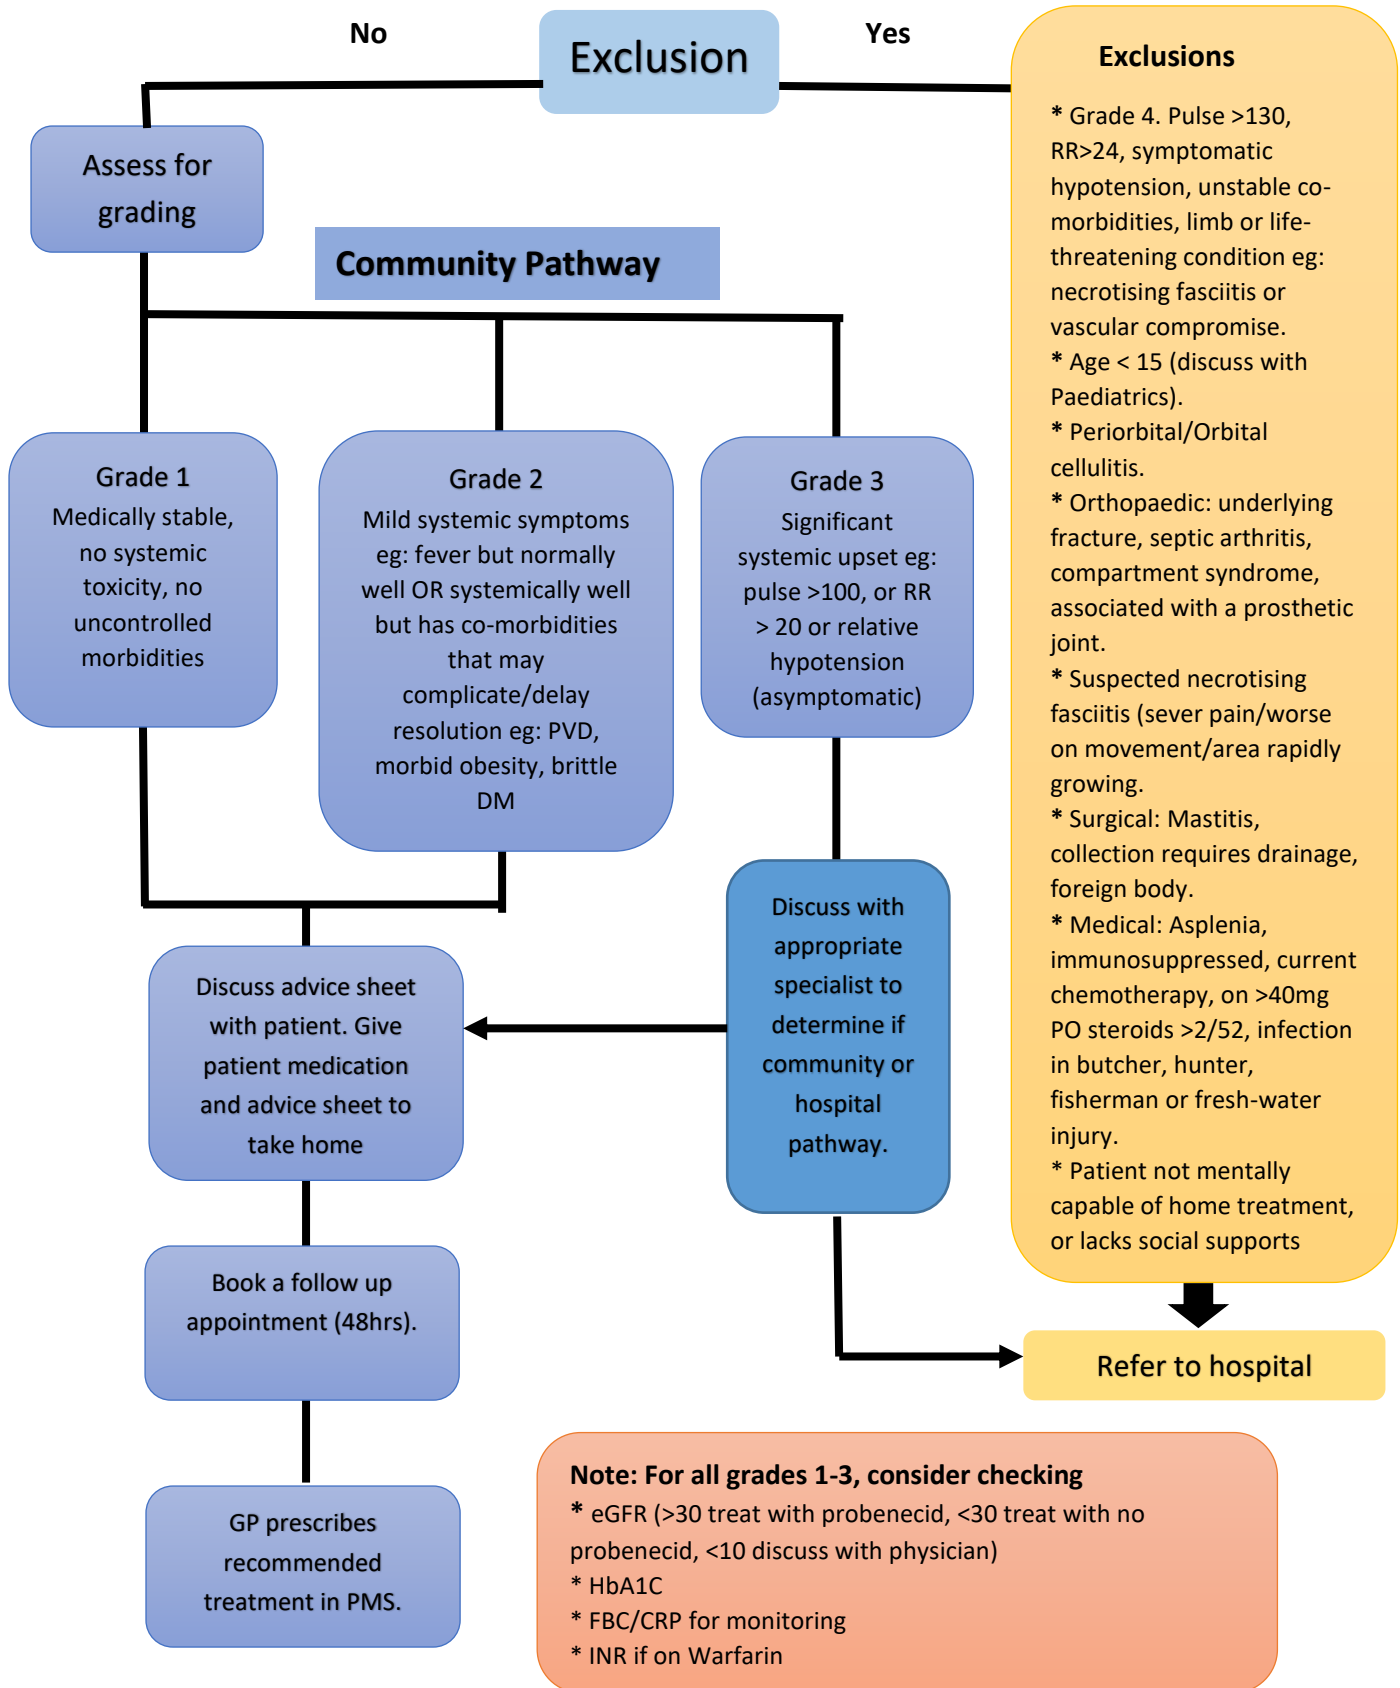 No
Exclusion
Yes
Assess for
grading
Community Pathway
Grade 1
Medically stable,
no systemic
toxicity, no
uncontrolled
morbidities
Grade 2
Mild systemic symptoms
eg: fever but normally
well OR systemically well
but has co-morbidities
that may
complicate/delay
resolution eg: PVD,
morbid obesity, brittle
DM
Grade 3
Significant
systemic upset eg:
pulse >100, or RR
> 20 or relative
hypotension
(asymptomatic)
Discuss with
appropriate
specialist to
determine if
community or
hospital
pathway.
Discuss advice sheet
with patient. Give
patient medication
and advice sheet to
take home
Book a follow up
appointment (48hrs).
GP prescribes
recommended
treatment in PMS.
Exclusions
* Grade 4. Pulse >130,
RR>24, symptomatic
hypotension, unstable co-
morbidities, limb or life-
threatening condition eg:
necrotising fasciitis or
vascular compromise.
* Age < 15 (discuss with
Paediatrics).
* Periorbital/Orbital
cellulitis.
* Orthopaedic: underlying
fracture, septic arthritis,
compartment syndrome,
associated with a prosthetic
joint.
* Suspected necrotising
fasciitis (sever pain/worse
on movement/area rapidly
growing.
* Surgical: Mastitis,
collection requires drainage,
foreign body.
* Medical: Asplenia,
immunosuppressed, current
chemotherapy, on >40mg
PO steroids >2/52, infection
in butcher, hunter,
fisherman or fresh-water
injury.
* Patient not mentally
capable of home treatment,
or lacks social supports
Refer to hospital
Note: For all grades 1-3, consider checking
* eGFR (>30 treat with probenecid, <30 treat with no
probenecid, <10 discuss with physician)
* HbA1C
* FBC/CRP for monitoring
* INR if on Warfarin